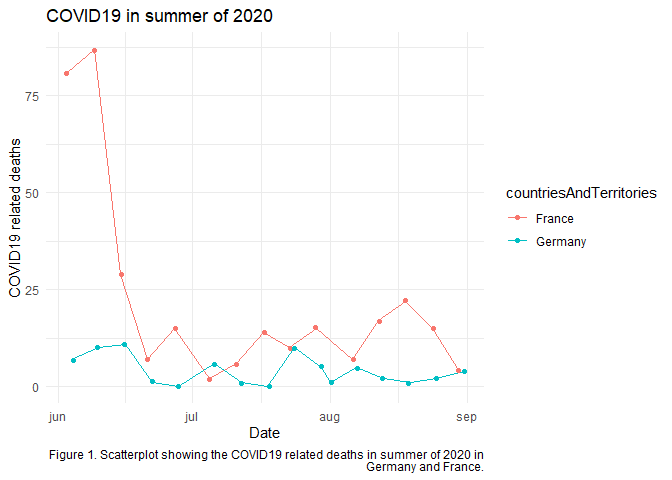 COVID19 in summer of 2020
COVID19 related deaths
75
50
25
0
jun
jul
aug
sep
Date
countriesAndTerritories
France
Germany
Figure 1. Scatterplot showing the COVID19 related deaths in summer of 2020 in
Germany and France.